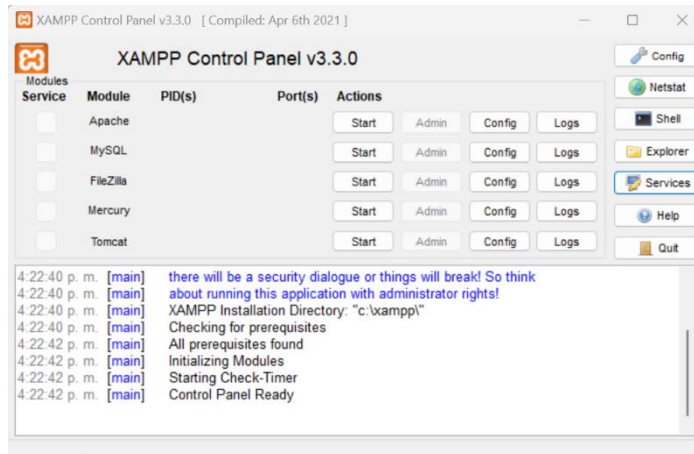 XAMPP Control Panel v3.3.0 [ Compiled: Apr 6th 2021 ]
XAMPP Control Panel v3.3.0
Config
Modules
Service Module PID(s) Port(s) Actions
Netstat
Apache Start Admin Config Logs
Shell
MySQL Start Admin Config Logs
Explorer
FileZilla Start Admin Config Logs
Services
Mercury Start Admin Config Logs
Help
Tomcat Start Admin Config Logs
Quit
4:22:40 p. m. [main] there will be a security dialogue or things will break! So think
4:22:40 p. m. [main] about running this application with administrator rights!
4:22:40 p. m. [main] XAMPP Installation Directory: "c:\xampp\"
4:22:40 p. m. [main] Checking for prerequisites
4:22:42 p. m. [main] All prerequisites found
4:22:42 p. m. [main] Initializing Modules
4:22:42 p. m. [main] Starting Check-Timer
4:22:42 p. m. [main] Control Panel Ready